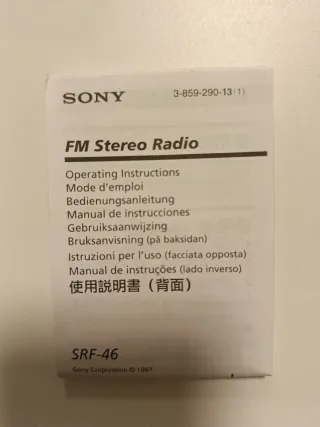 SONY
3-859-290-13(1)
FM Stereo Radio
Operating Instructions
Mode d'emploi
Bedienungsanleitung
Manual de instrucciones
Gebruiksaanwijzing
Bruksanvisning (på baksidan)
Istruzioni per l'uso (facciata opposta)
Manual de instruções (lado inverso)
使用説明書（背面）
SRF-46
Sony Corporation © 1997